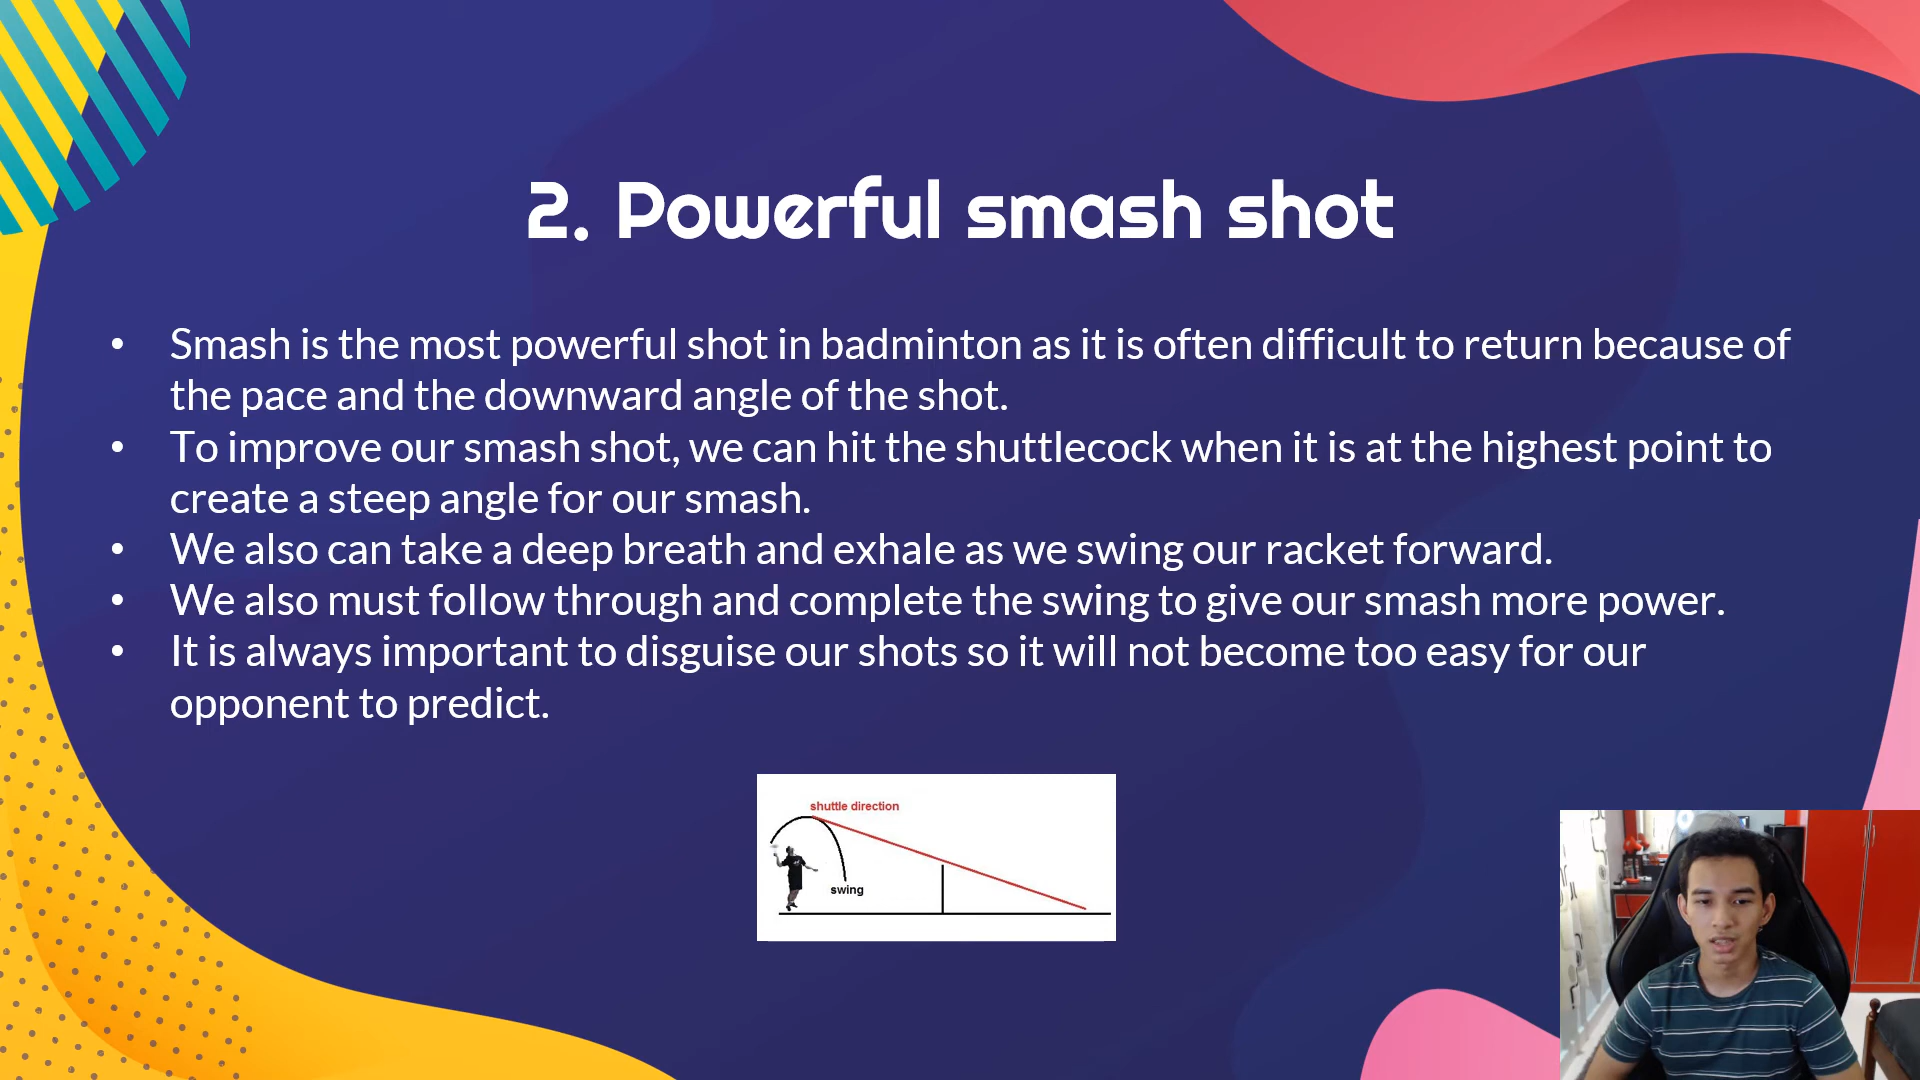 2. Powerful smash shot
• Smash is the most powerful shot in badminton as it is often difficult to return because of
the pace and the downward angle of the shot.
• To improve our smash shot, we can hit the shuttlecock when it is at the highest point to
create a steep angle for our smash.
• We also can take a deep breath and exhale as we swing our racket forward.
• We also must follow through and complete the swing to give our smash more power.
• It is always important to disguise our shots so it will not become too easy for our
opponent to predict.
shuttle direction
swing